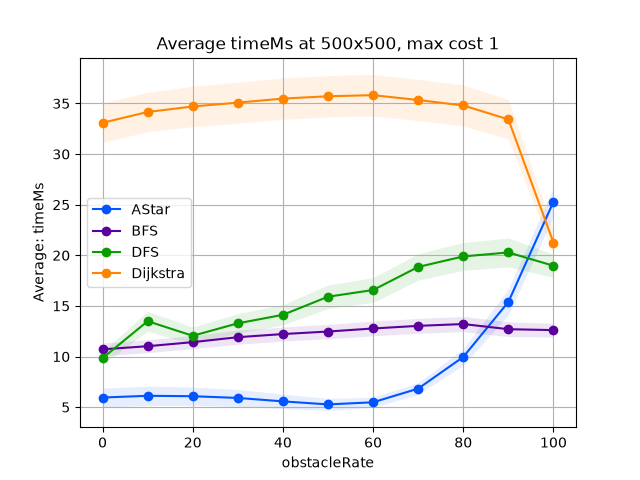 Average timeMs at 500x500, max cost 1
Average: timeMs
35
30
25
20
15
10
5
AStar
BFS
DFS
Dijkstra
0 20 40 60 80 100
obstacleRate